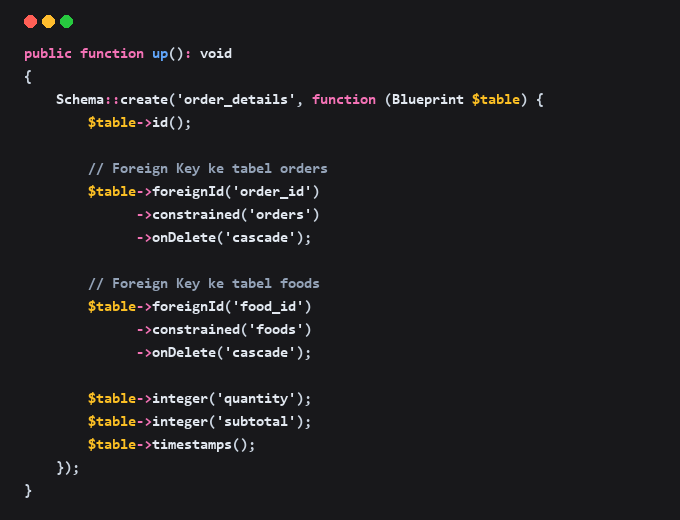 public function up(): void
{
    Schema::create('order_details', function (Blueprint $table) {
        $table->id();

        // Foreign Key ke tabel orders
        $table->foreignId('order_id')
              ->constrained('orders')
              ->onDelete('cascade');

        // Foreign Key ke tabel foods
        $table->foreignId('food_id')
              ->constrained('foods')
              ->onDelete('cascade');

        $table->integer('quantity');
        $table->integer('subtotal');
        $table->timestamps();
    });
}